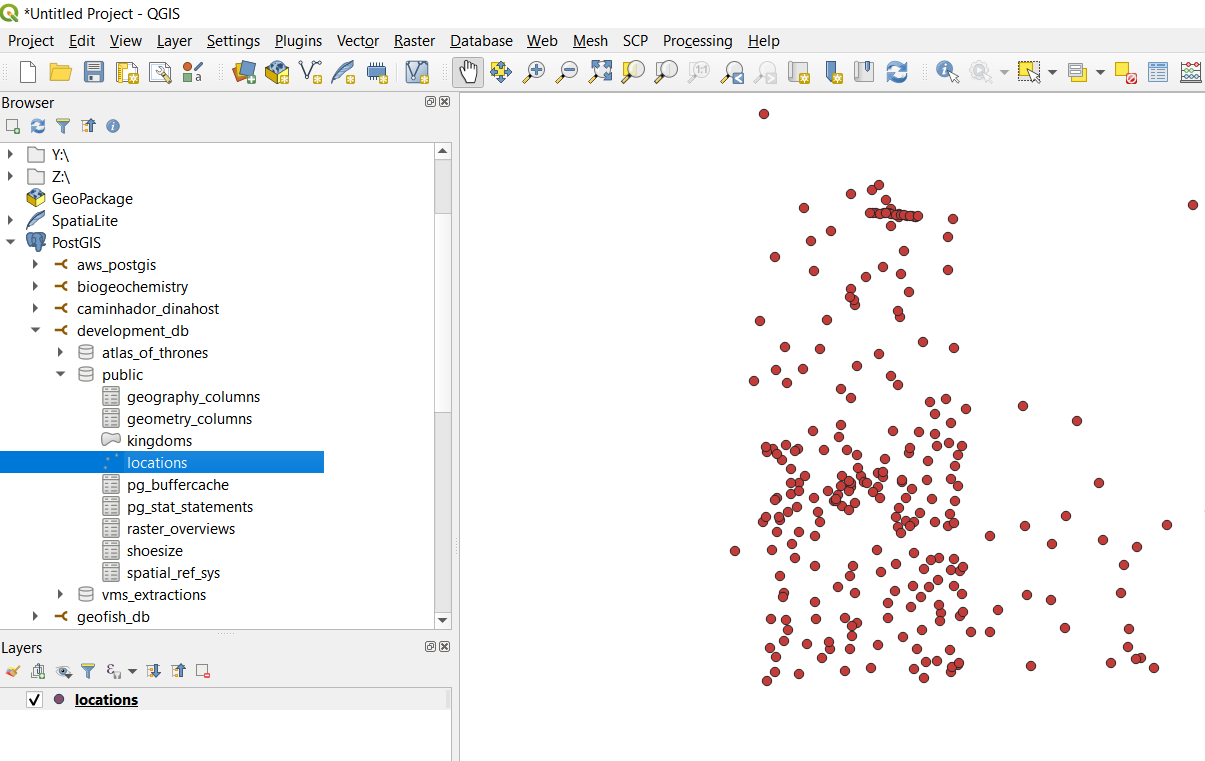 *Untitled Project - QGIS
Project Edit View Layer Settings Plugins Vector Raster Database Web Mesh SCP Processing Help
Browser
Y:\
Z:\
GeoPackage
SpatiaLite
PostGIS
aws_postgis
biogeochemistry
caminhador_dinahost
development_db
atlas_of_thrones
public
geography_columns
geometry_columns
kingdoms
locations
pg_buffercache
pg_stat_statements
raster_overviews
shoesize
spatial_ref_sys
vms_extractions
geofish_db
Layers
locations